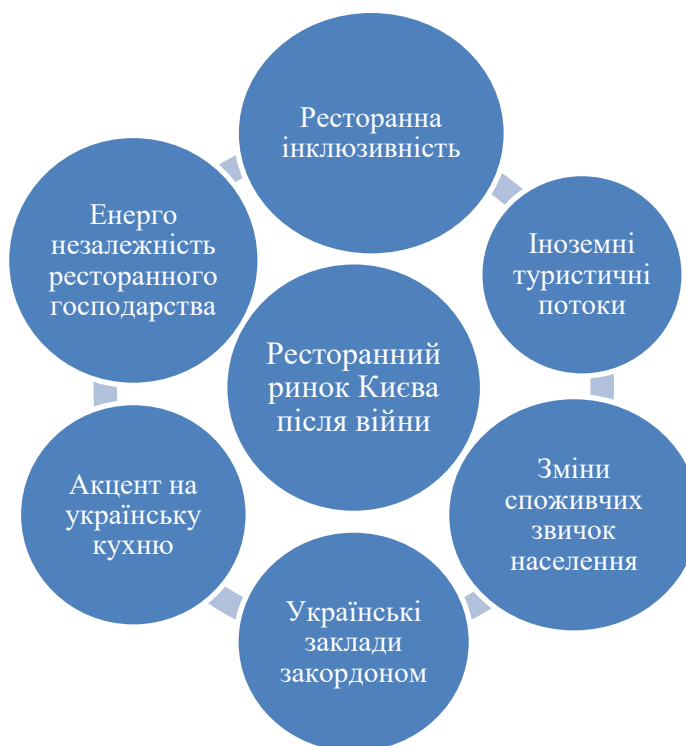 Ресторанна
інклюзивність
Енерго
незалежність
ресторанного
господарства
Іноземні
туристичні
потоки
Ресторанний
ринок Києва
після війни
Акцент на
українську
кухню
Зміни
споживчих
звичок
населення
Українські
заклади
закордоном